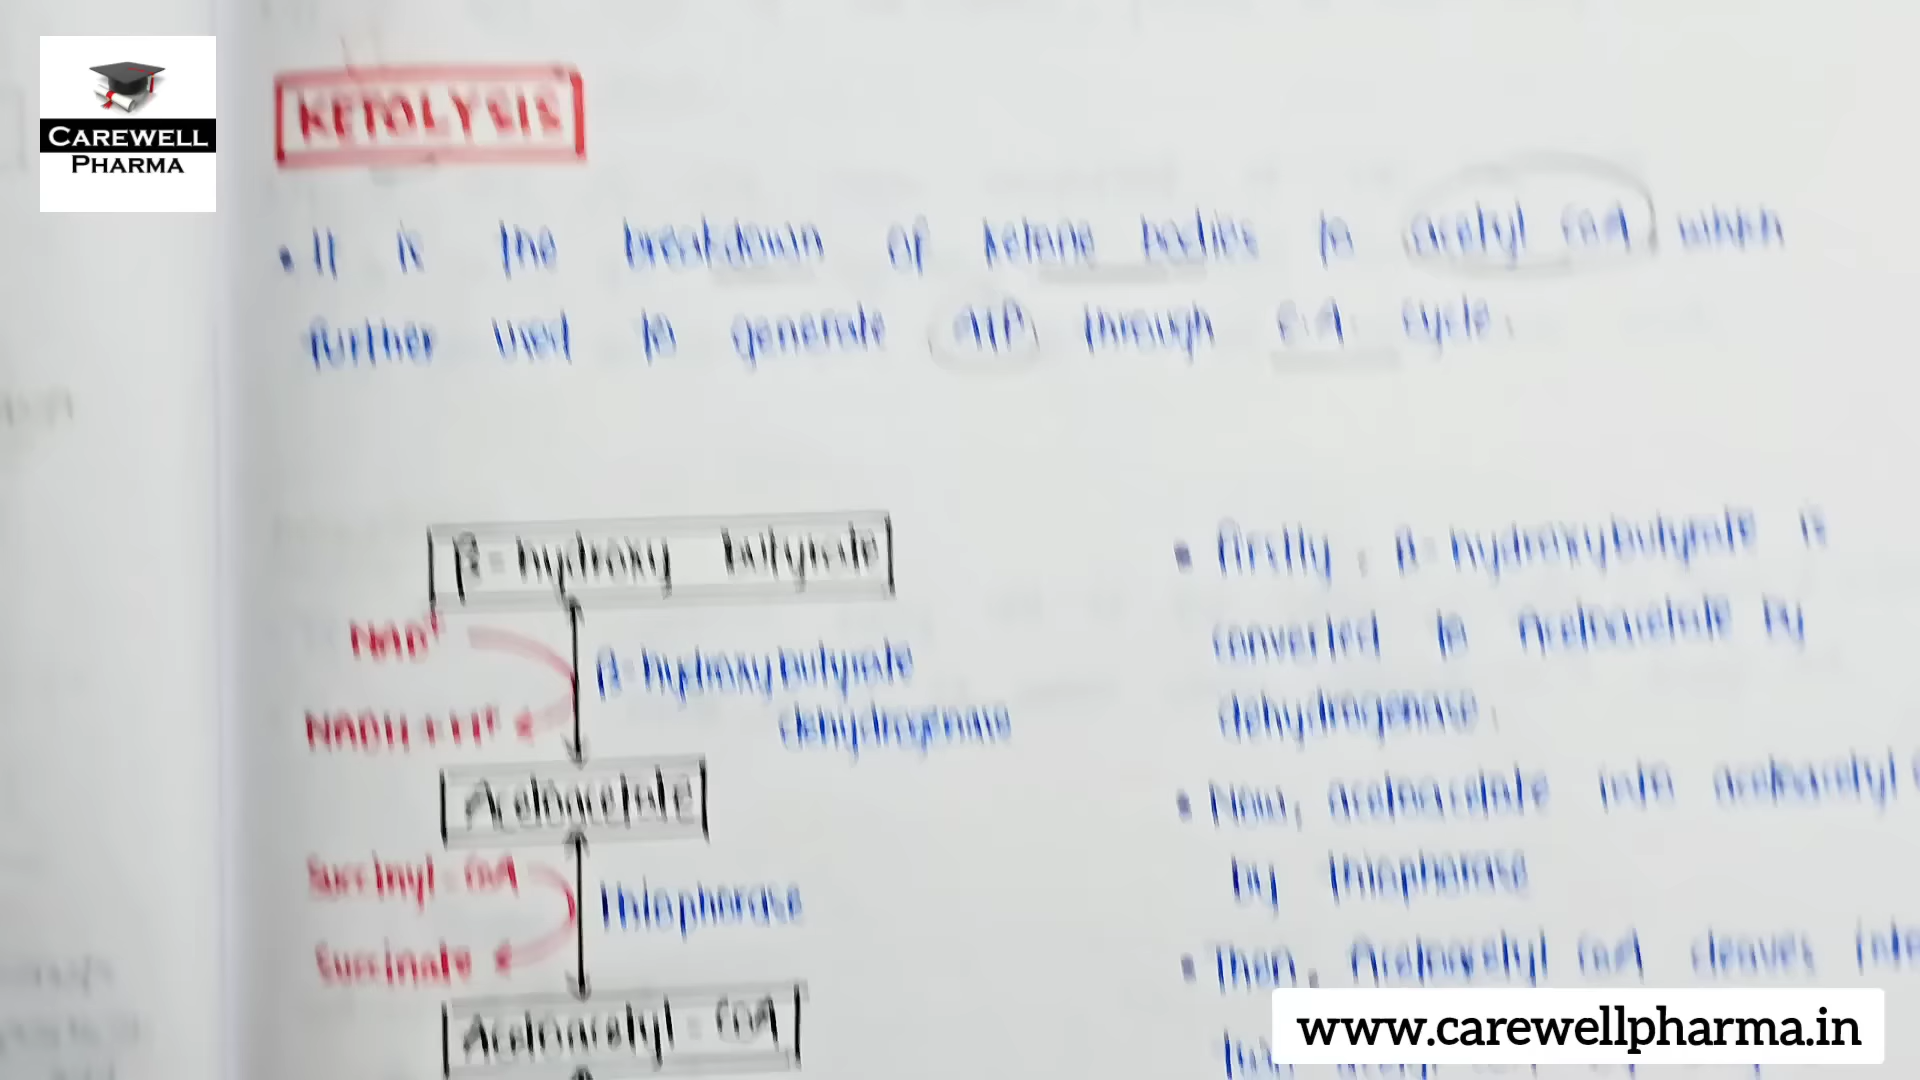 CAREWELL
PHARMA
KETOLYSIS
• It is the breakdown of ketone bodies to acetyl CoA which
further used to generate ATP through C.A. cycle.
β-hydroxy butyrate
NAD+
β-hydroxybutyrate
dehydrogenase
NADH + H+
Acetoacetate
Succinyl-CoA
Thiophorase
Succinate
Acetoacetyl-CoA
• Firstly, β-hydroxybutyrate is
converted to Acetoacetate by
dehydrogenase.
• Now, acetoacetate into acetoacetyl
by thiophorase
• Then, Acetoacetyl CoA cleaves into
www.carewellpharma.in